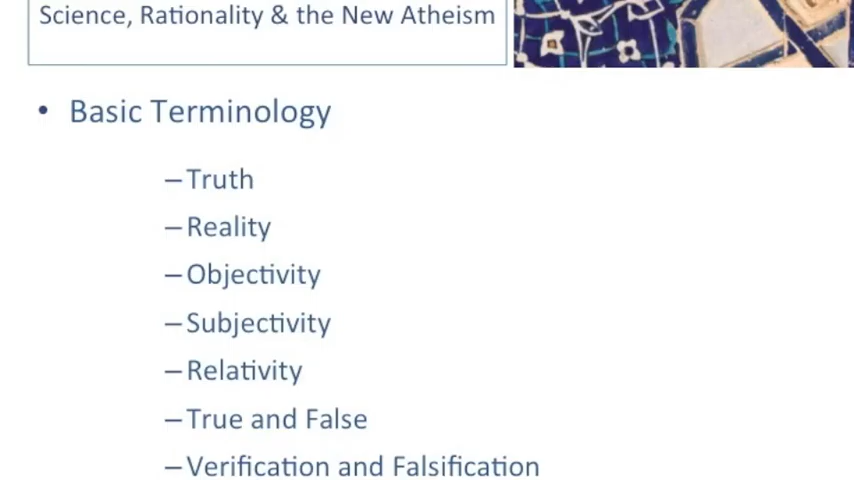 Science, Rationality & the New Atheism
• Basic Terminology
– Truth
– Reality
– Objectivity
– Subjectivity
– Relativity
– True and False
– Verification and Falsification